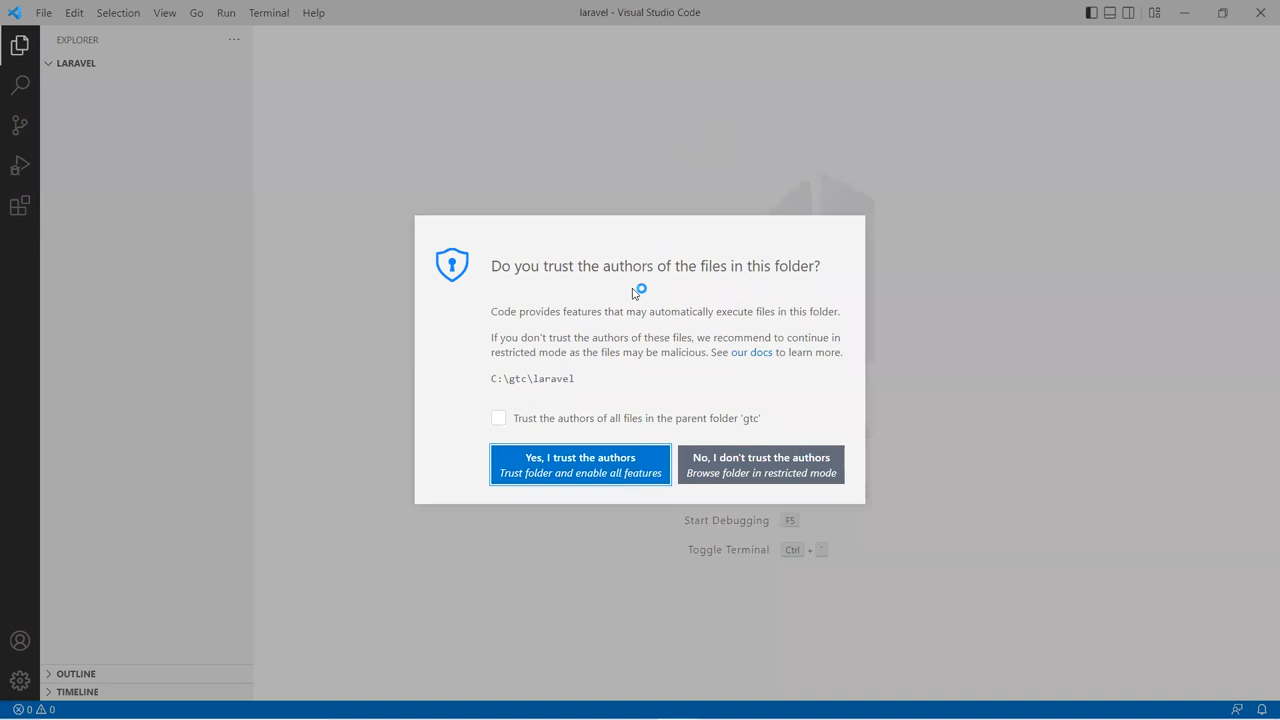 File Edit Selection View Go Run Terminal Help
laravel - Visual Studio Code
EXPLORER
LARAVEL
Do you trust the authors of the files in this folder?
Code provides features that may automatically execute files in this folder.
If you don't trust the authors of these files, we recommend to continue in
restricted mode as the files may be malicious. See our docs to learn more.
C:\gtc\laravel
Trust the authors of all files in the parent folder 'gtc'
Yes, I trust the authors
Trust folder and enable all features
No, I don't trust the authors
Browse folder in restricted mode
Start Debugging F5
Toggle Terminal Ctrl + `
OUTLINE
TIMELINE
0 0